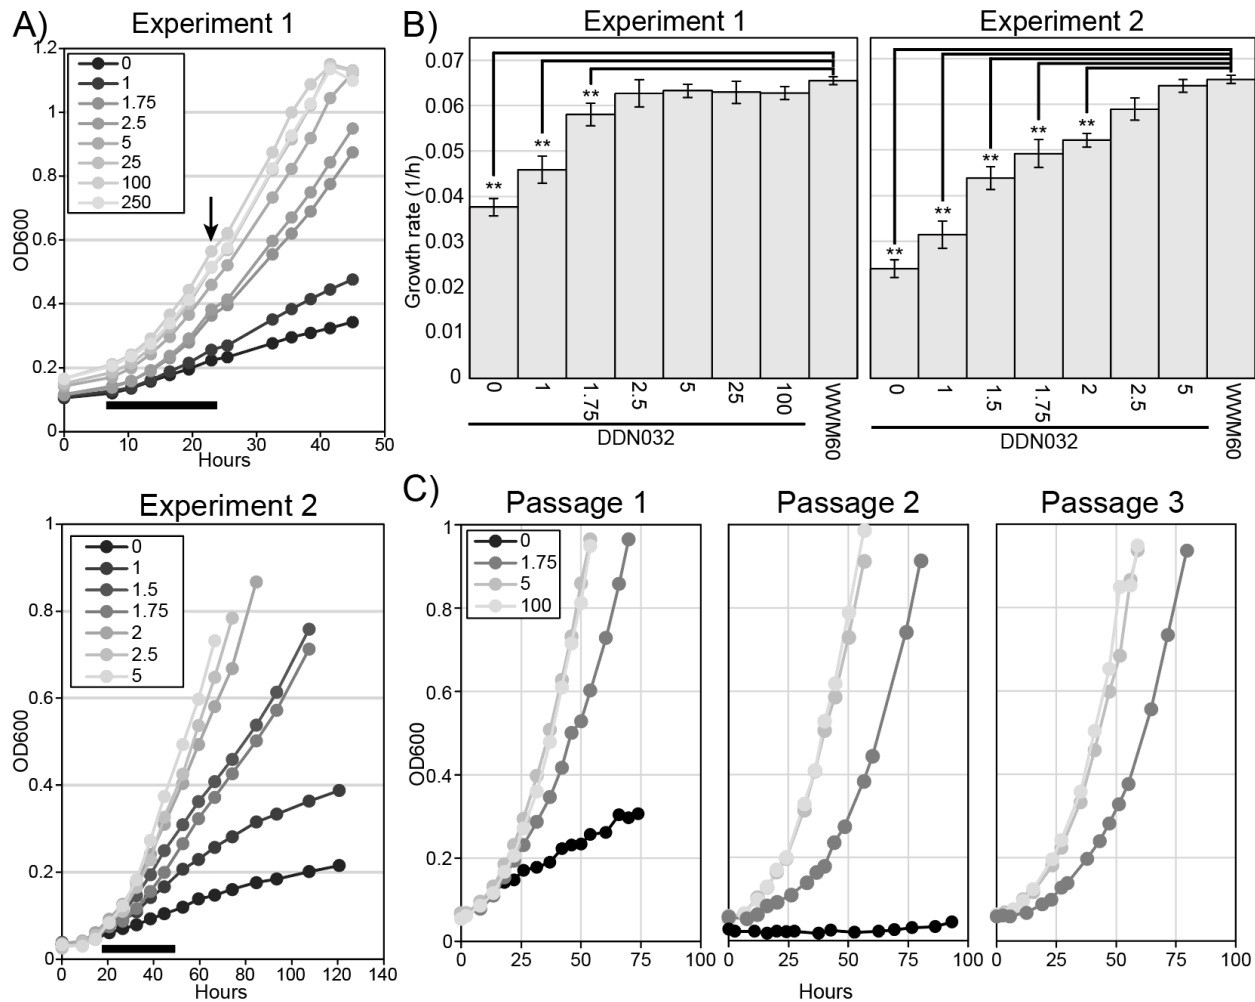 A)
Experiment 1
1.2
1
0.8
0.6
0.4
0.2
0
OD600
0
1
1.75
2.5
5
25
100
250
0 10 20 30 40 50
Hours
B)
Experiment 1
Experiment 2
Growth rate (1/h)
0.07
0.06
0.05
0.04
0.03
0.02
0.01
0
**
**
**
0 1 1.75 2.5 5 25 100 WWM60
DDN032
**
**
**
**
**
0 1 1.5 1.75 2 2.5 5 WWM60
DDN032
Experiment 2
1
0.8
0.6
0.4
0.2
0
OD600
0
1
1.5
1.75
2
2.5
5
0 20 40 60 80 100 120 140
Hours
C)
Passage 1
Passage 2
Passage 3
1
0.8
0.6
0.4
0.2
0
OD600
0
1.75
5
100
0 25 50 75 100
0 25 50 75 100
0 25 50 75 100
Hours